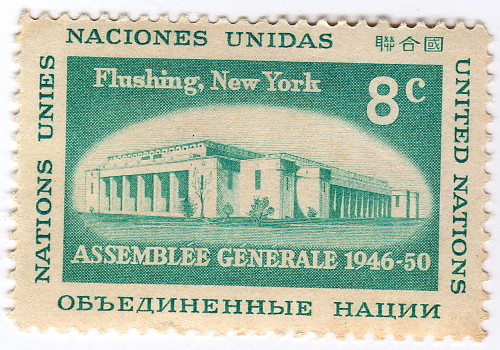 NACIONES UNIDAS
國合聯
NATIONS UNIES
Flushing, New York
8c
UNITED NATIONS
ASSEMBLÉE GÉNÉRALE 1946-50
ОБЪЕДИНЕННЫЕ НАЦИИ